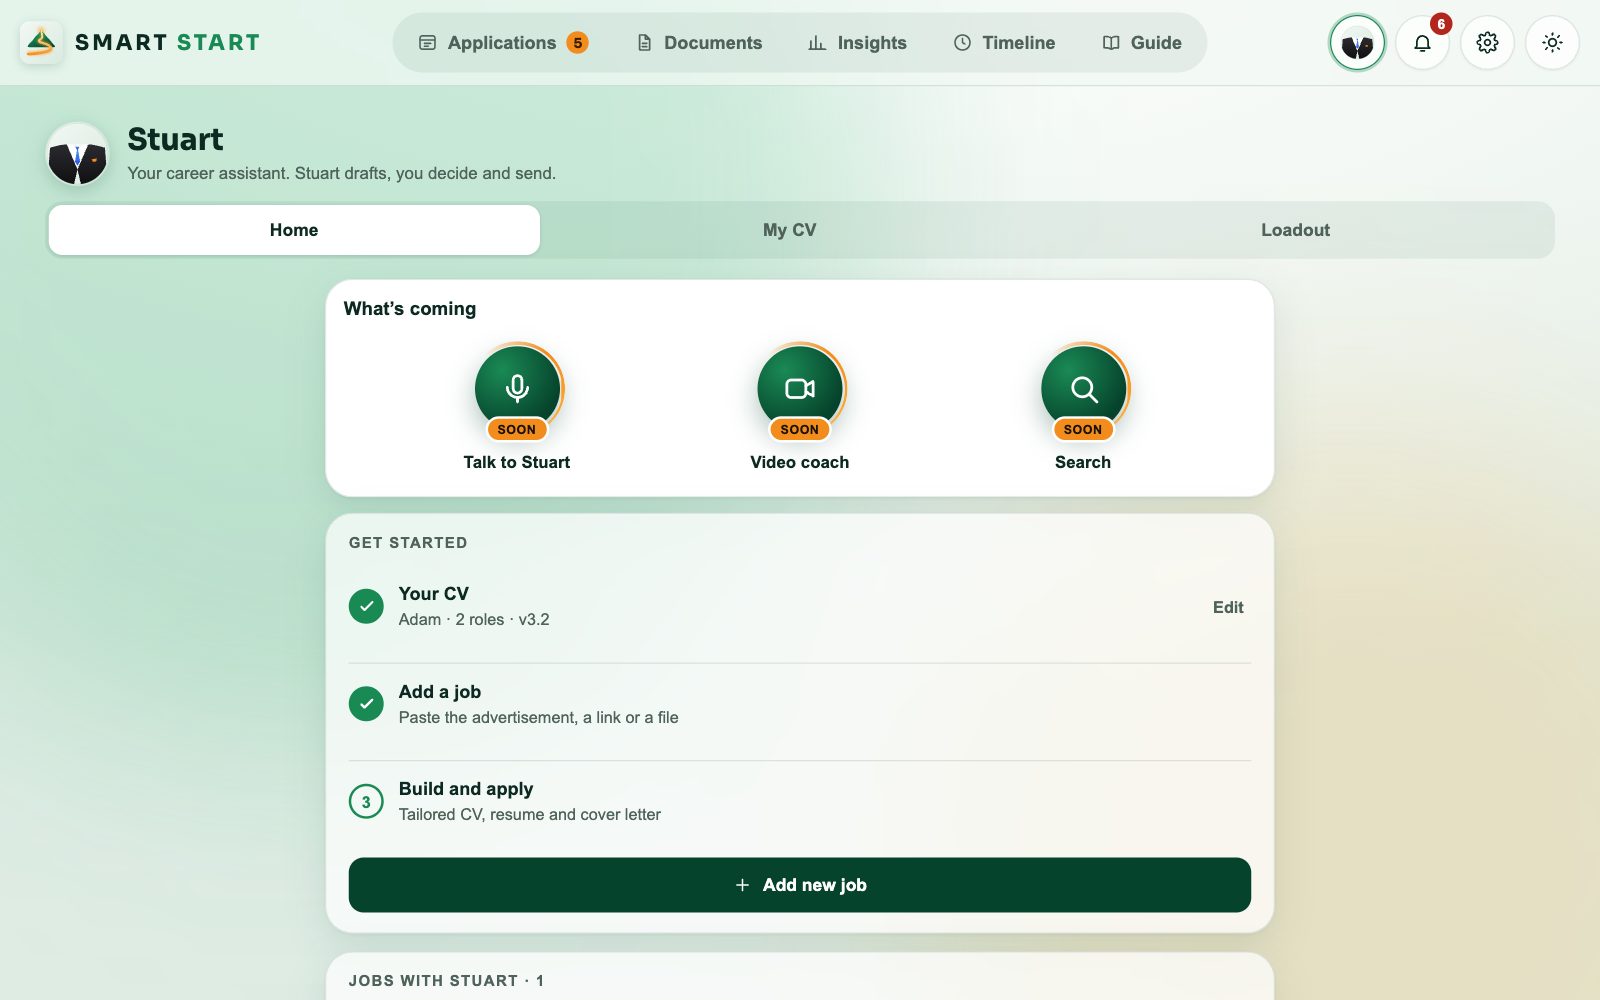 SMART START
Applications 5
Documents
Insights
Timeline
Guide
6
Stuart
Your career assistant. Stuart drafts, you decide and send.
Home
My CV
Loadout
What’s coming
SOON
Talk to Stuart
SOON
Video coach
SOON
Search
GET STARTED
Your CV
Adam · 2 roles · v3.2
Edit
Add a job
Paste the advertisement, a link or a file
3
Build and apply
Tailored CV, resume and cover letter
+ Add new job
JOBS WITH STUART · 1